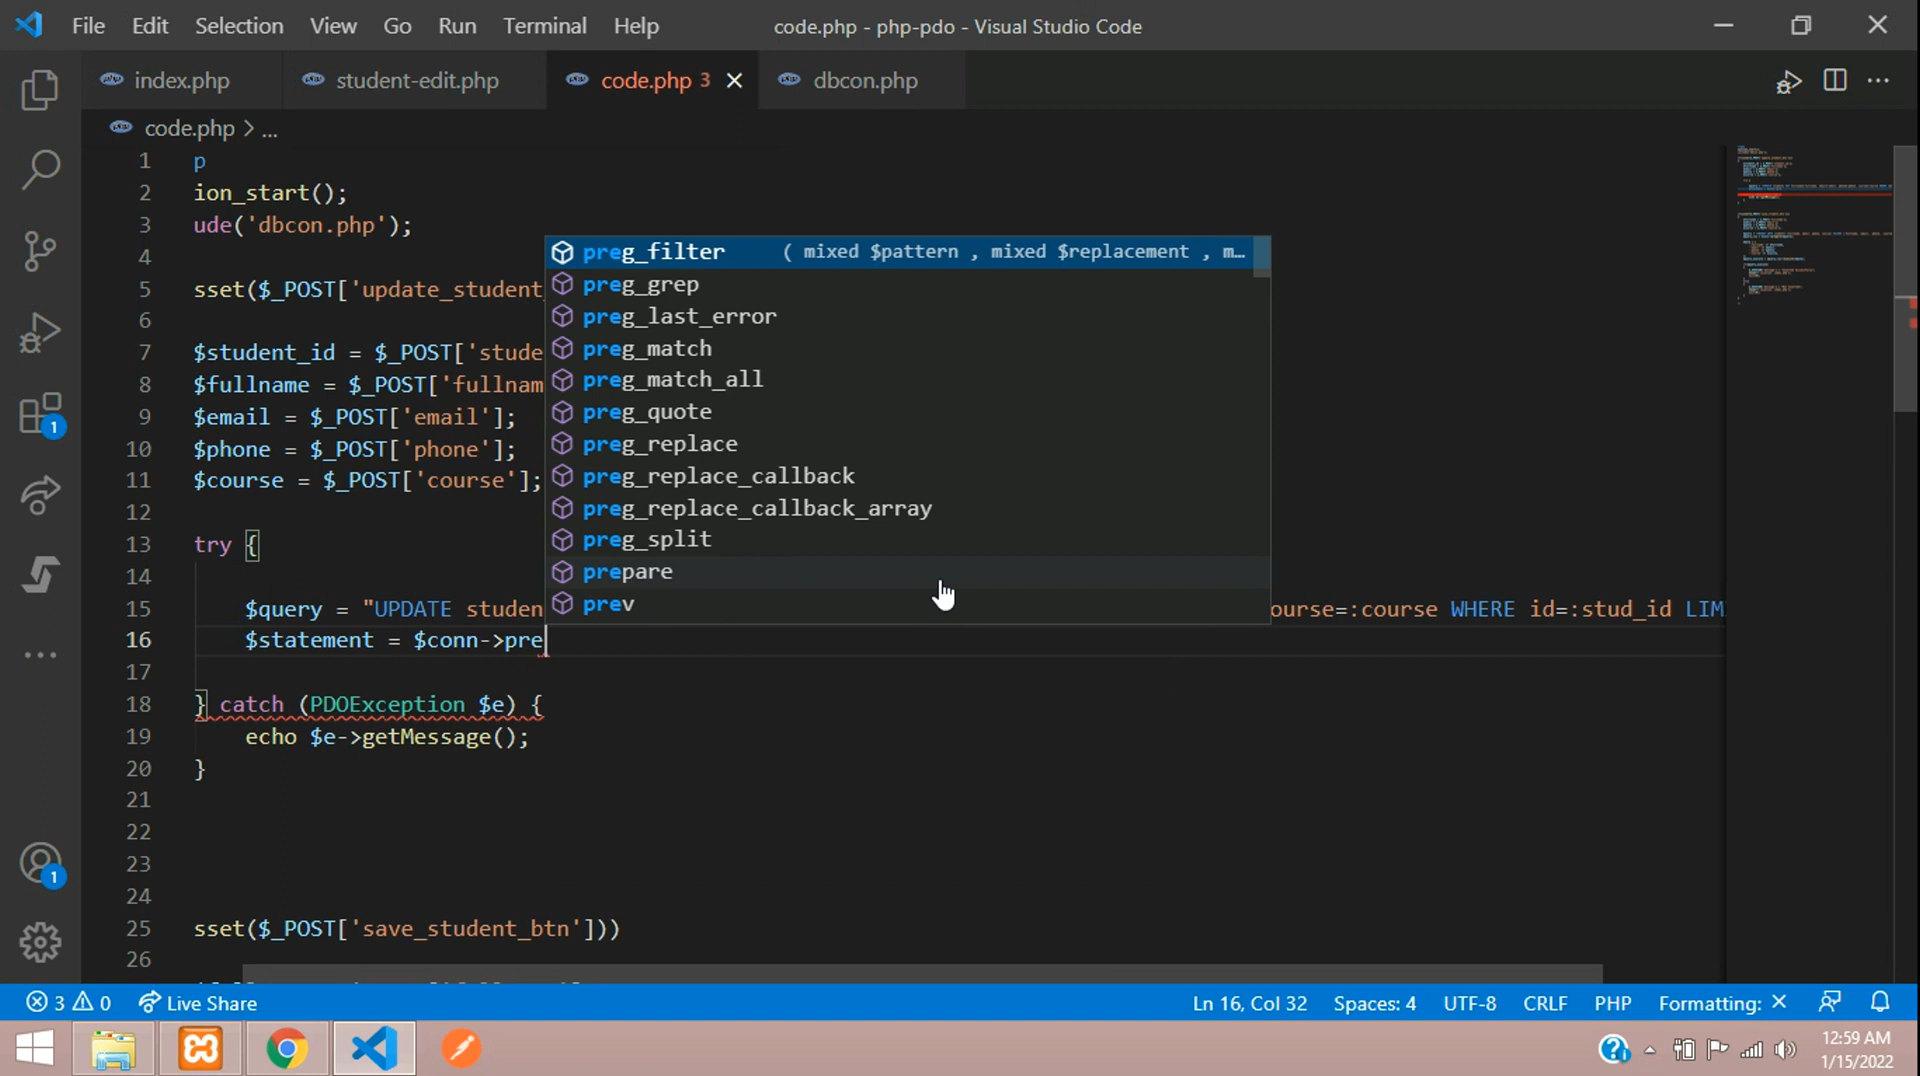 File Edit Selection View Go Run Terminal Help code.php - php-pdo - Visual Studio Code
index.php student-edit.php code.php 3 dbcon.php
code.php > ...
1 p
2 ion_start();
3 ude('dbcon.php');
4
5 sset($_POST['update_student_
6
7 $student_id = $_POST['stude
8 $fullname = $_POST['fullnam
9 $email = $_POST['email'];
10 $phone = $_POST['phone'];
11 $course = $_POST['course'];
12
13 try {
14
15 $query = "UPDATE studen ourse=:course WHERE id=:stud_id LIM
16 $statement = $conn->pre
17
18 } catch (PDOException $e) {
19 echo $e->getMessage();
20 }
21
22
23
24
25 sset($_POST['save_student_btn']))
26
preg_filter ( mixed $pattern , mixed $replacement , m...
preg_grep
preg_last_error
preg_match
preg_match_all
preg_quote
preg_replace
preg_replace_callback
preg_replace_callback_array
preg_split
prepare
prev
1
1
3 0 Live Share Ln 16, Col 32 Spaces: 4 UTF-8 CRLF PHP Formatting: ×
12:59 AM
1/15/2022